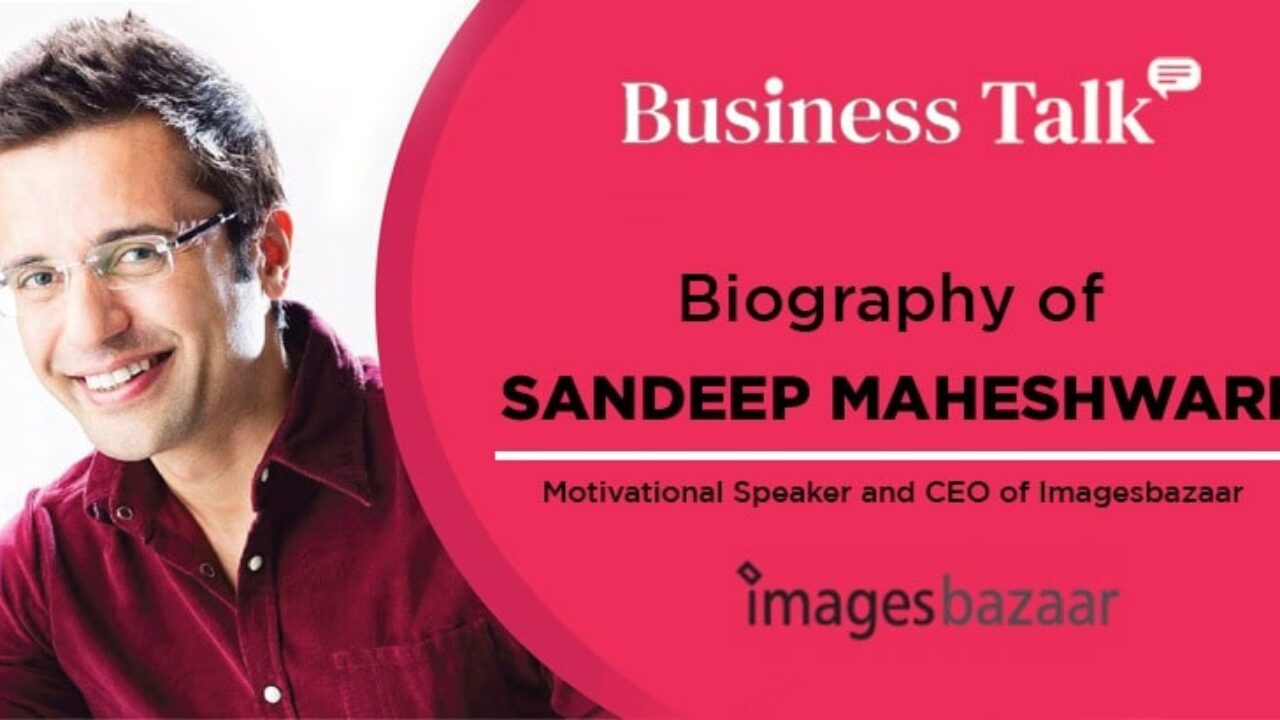 Business Talk
Biography of
SANDEEP MAHESHWARI
Motivational Speaker and CEO of Imagesbazaar
imagesbazaar